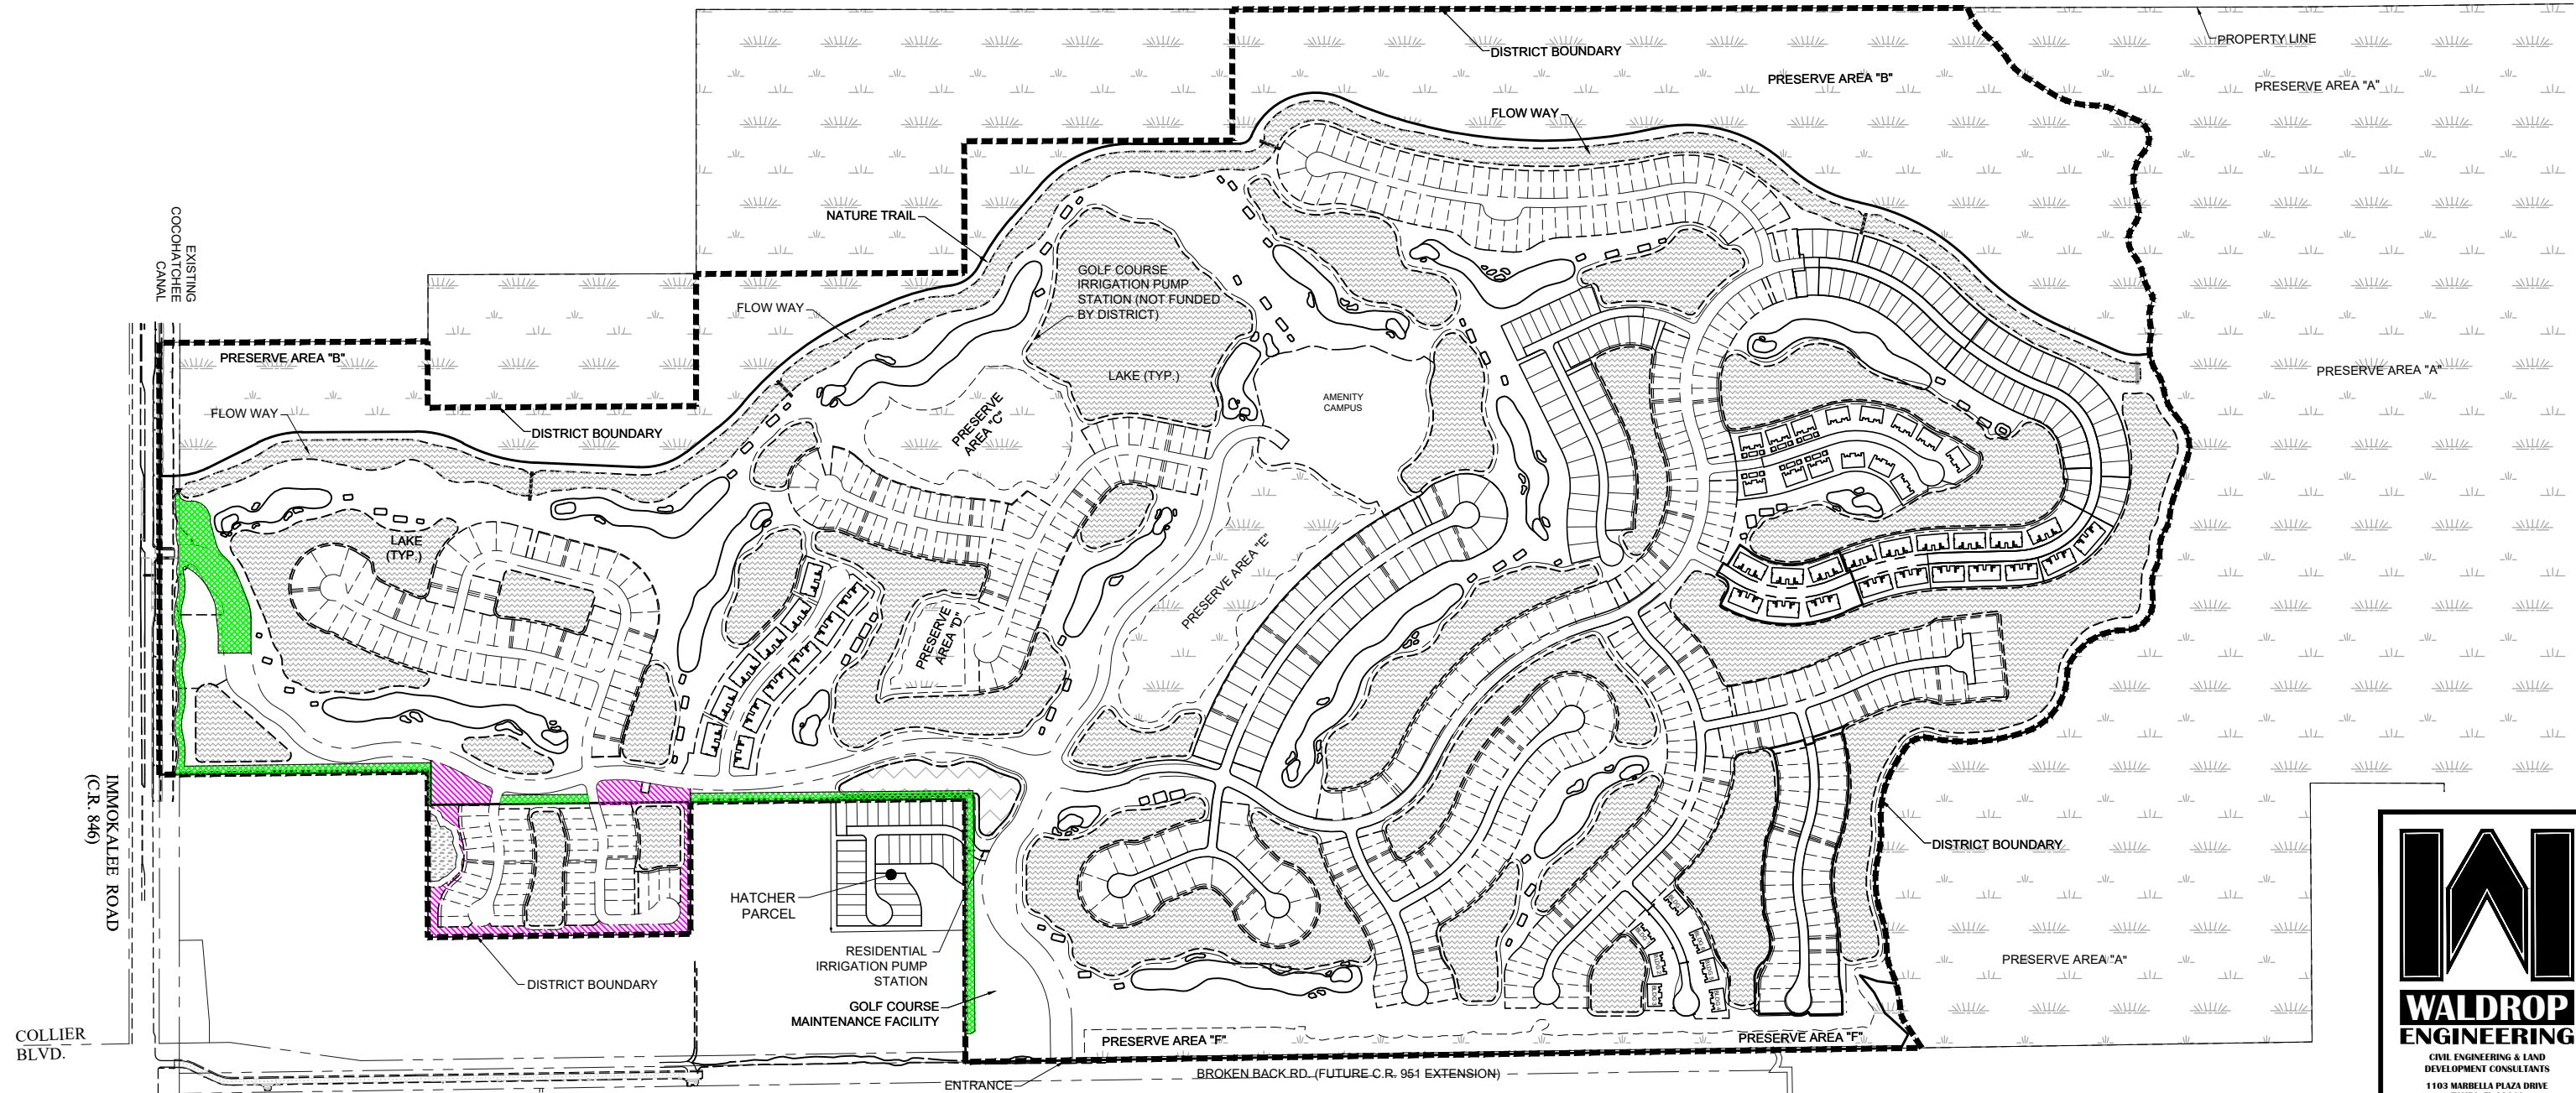 DISTRICT BOUNDARY
PROPERTY LINE
PRESERVE AREA "B"
PRESERVE AREA "A"
FLOW WAY
NATURE TRAIL
EXISTING
COCOHATCHEE
CANAL
GOLF COURSE
IRRIGATION PUMP
STATION (NOT FUNDED
BY DISTRICT)
FLOW WAY
PRESERVE AREA "B"
LAKE (TYP.)
PRESERVE AREA "A"
AMENITY
CAMPUS
FLOW WAY
DISTRICT BOUNDARY
PRESERVE
AREA "C"
LAKE
(TYP.)
PRESERVE AREA "E"
PRESERVE
AREA "D"
IMMOKALEE ROAD
(C.R. 846)
DISTRICT BOUNDARY
HATCHER
PARCEL
RESIDENTIAL
IRRIGATION PUMP
STATION
PRESERVE AREA "A"
DISTRICT BOUNDARY
GOLF COURSE
MAINTENANCE FACILITY
COLLIER
BLVD.
PRESERVE AREA "F"
PRESERVE AREA "F"
BROKEN BACK RD. (FUTURE C.R. 951 EXTENSION)
ENTRANCE
WALDROP
ENGINEERING
CIVIL ENGINEERING & LAND
DEVELOPMENT CONSULTANTS
1103 MARBELLA PLAZA DRIVE